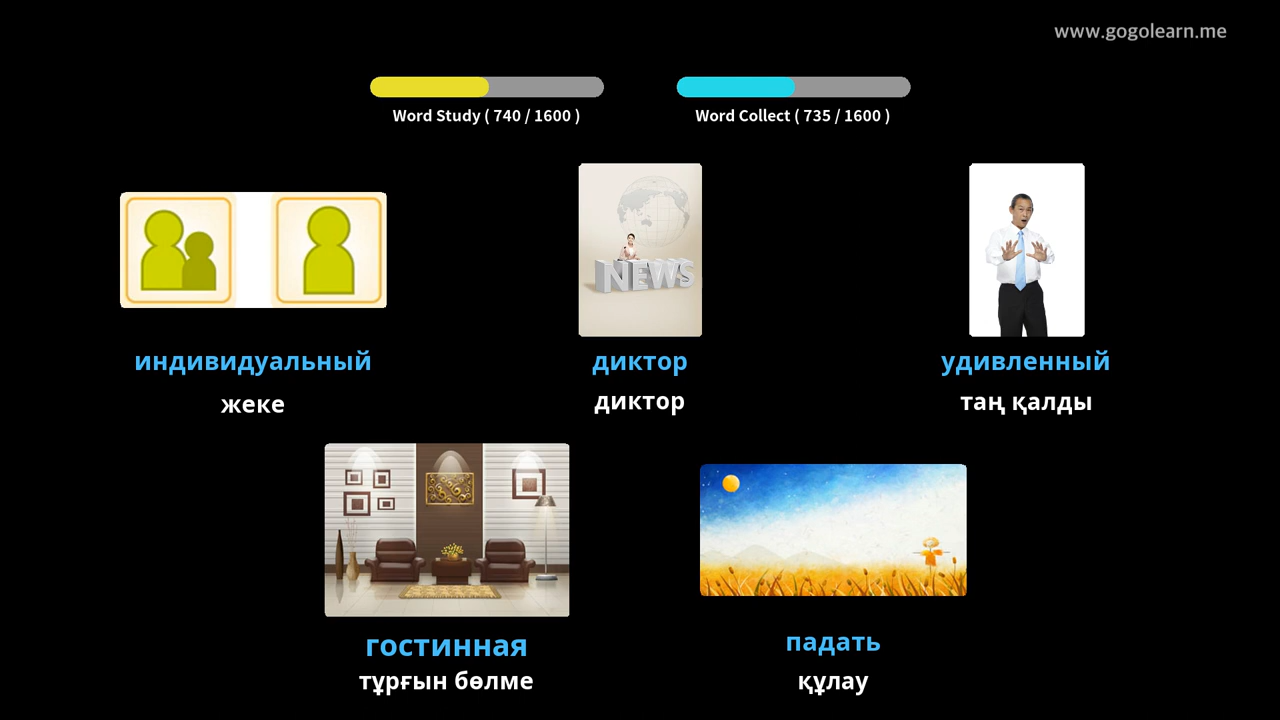 www.gogolearn.me
Word Study ( 740 / 1600 )
Word Collect ( 735 / 1600 )
NEWS
индивидуальный
диктор
удивленный
жеке
диктор
таң қалды
гостинная
падать
тұрғын бөлме
құлау